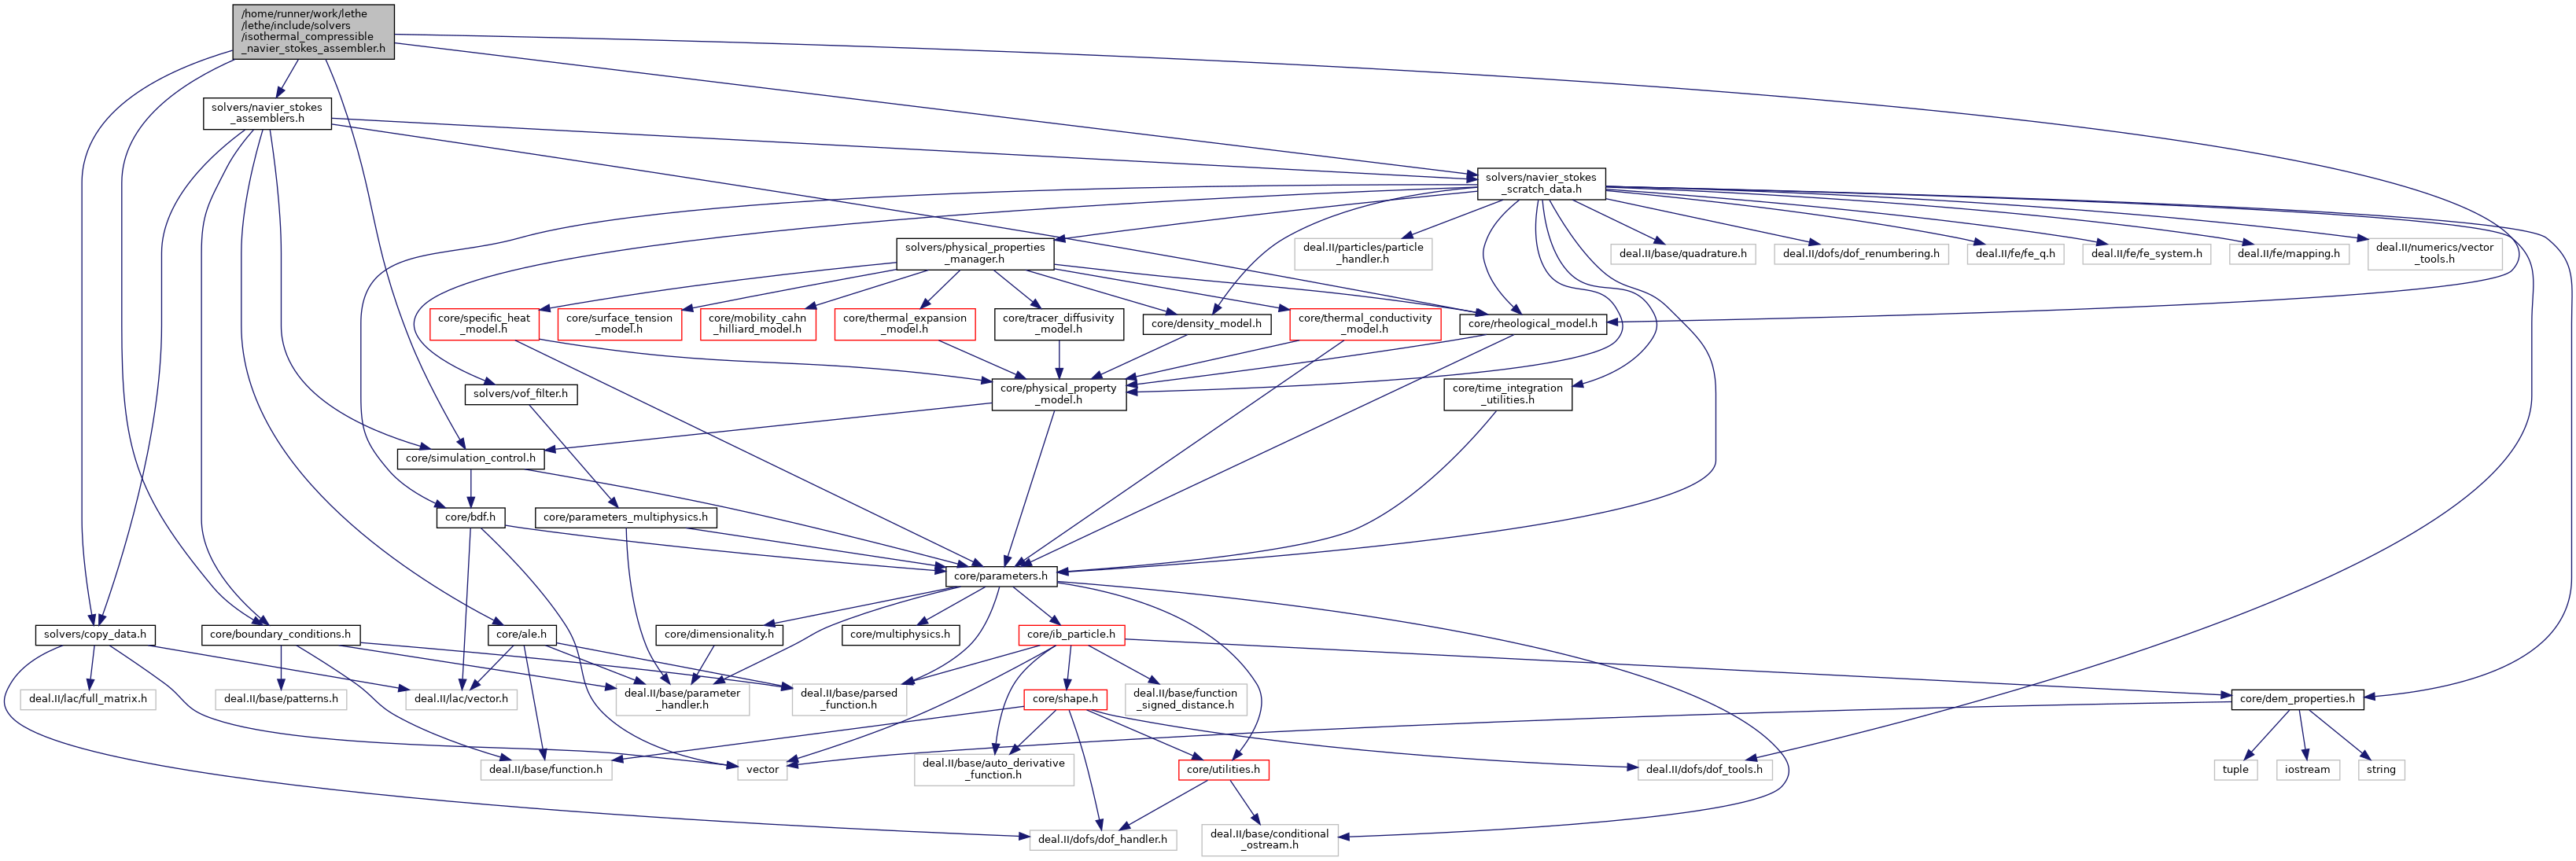 /home/runner/work/lethe
/lethe/include/solvers
/isothermal_compressible
_navier_stokes_assembler.h
solvers/navier_stokes
_assemblers.h
solvers/navier_stokes
_scratch_data.h
solvers/physical_properties
_manager.h
deal.II/particles/particle
_handler.h
deal.II/base/quadrature.h
deal.II/dofs/dof_renumbering.h
deal.II/fe/fe_q.h
deal.II/fe/fe_system.h
deal.II/fe/mapping.h
deal.II/numerics/vector
_tools.h
core/specific_heat
_model.h
core/surface_tension
_model.h
core/mobility_cahn
_hilliard_model.h
core/thermal_expansion
_model.h
core/tracer_diffusivity
_model.h
core/density_model.h
core/thermal_conductivity
_model.h
core/rheological_model.h
solvers/vof_filter.h
core/physical_property
_model.h
core/time_integration
_utilities.h
core/simulation_control.h
core/bdf.h
core/parameters_multiphysics.h
core/parameters.h
solvers/copy_data.h
core/boundary_conditions.h
core/ale.h
core/dimensionality.h
core/multiphysics.h
core/ib_particle.h
deal.II/lac/full_matrix.h
deal.II/base/patterns.h
deal.II/lac/vector.h
deal.II/base/parameter
_handler.h
deal.II/base/parsed
_function.h
core/shape.h
deal.II/base/function
_signed_distance.h
core/dem_properties.h
deal.II/base/function.h
vector
deal.II/base/auto_derivative
_function.h
core/utilities.h
deal.II/dofs/dof_tools.h
tuple
iostream
string
deal.II/dofs/dof_handler.h
deal.II/base/conditional
_ostream.h